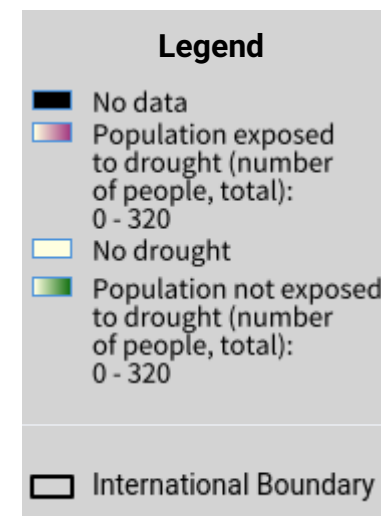 Legend
No data
Population exposed
to drought (number
of people, total):
0 - 320
No drought
Population not exposed
to drought (number
of people, total):
0 - 320
International Boundary